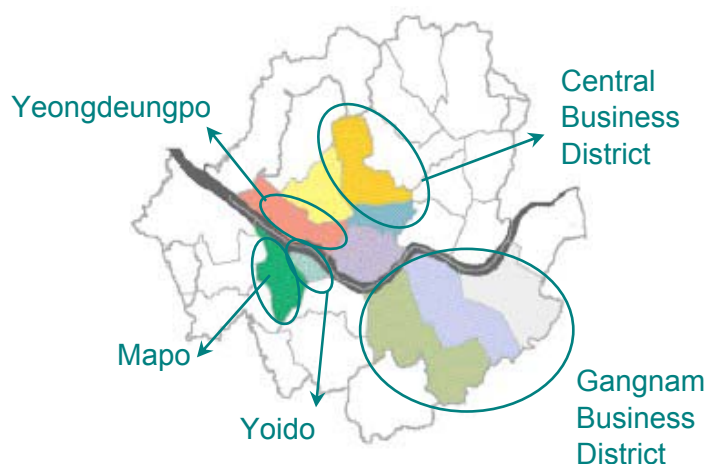 Yeongdeungpo
Central
Business
District
Mapo
Yoido
Gangnam
Business
District